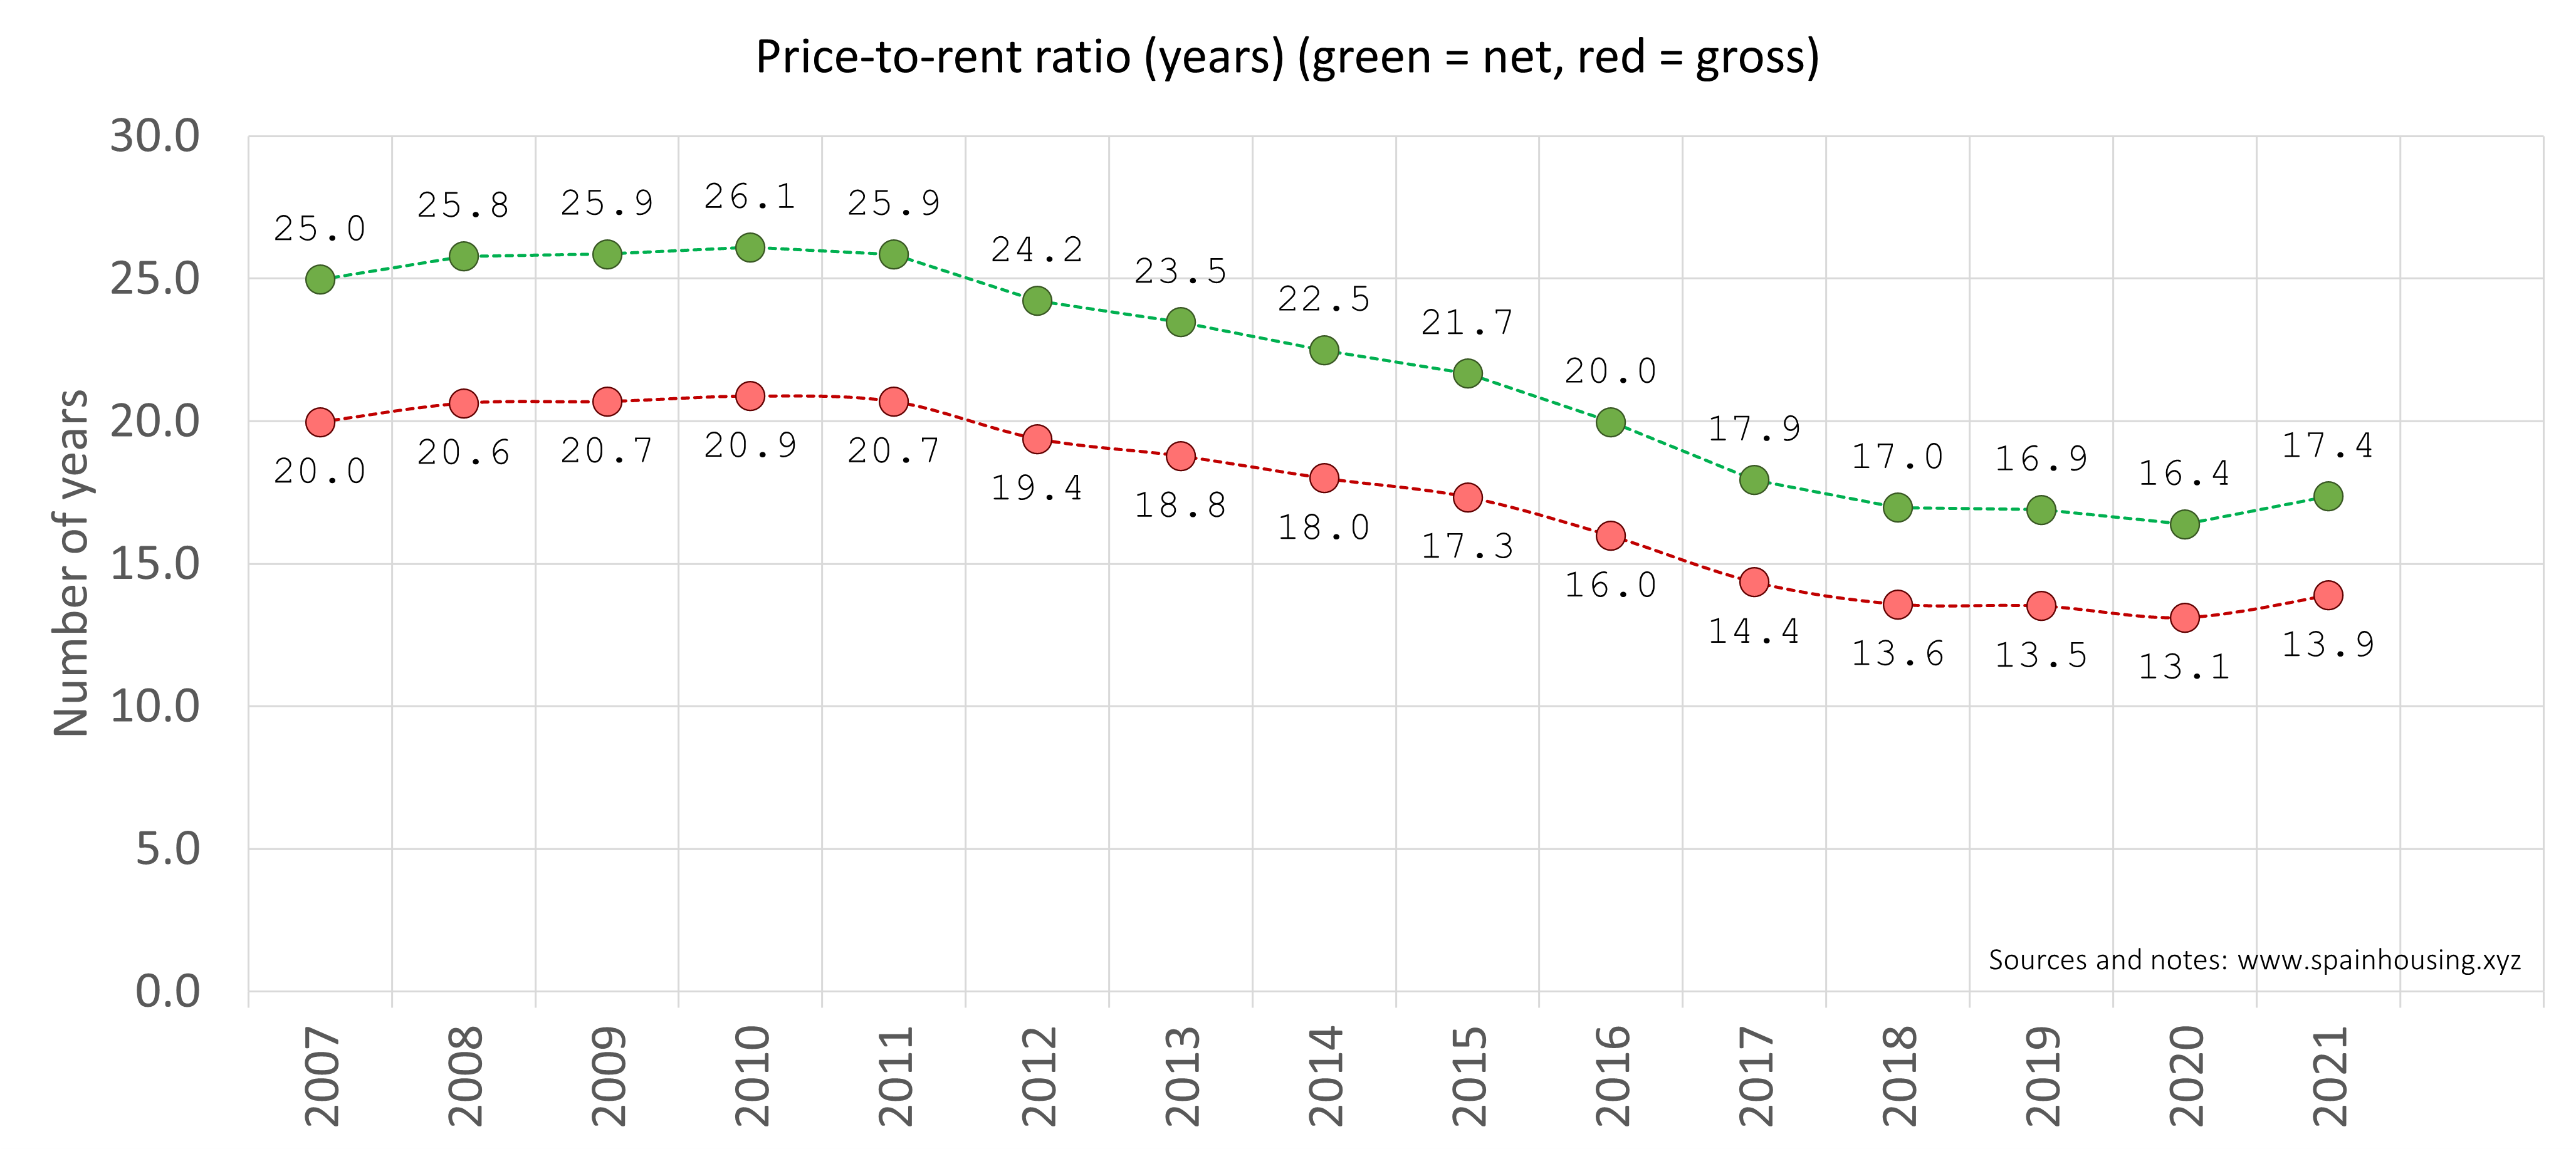 Price-to-rent ratio (years) (green = net, red = gross)
Number of years
30.0
25.0
20.0
15.0
10.0
5.0
0.0
25.0 25.8 25.9 26.1 25.9 24.2 23.5 22.5 21.7 20.0 17.9 17.0 16.9 16.4 17.4
20.0 20.6 20.7 20.9 20.7 19.4 18.8 18.0 17.3 16.0 14.4 13.6 13.5 13.1 13.9
Sources and notes: www.spainhousing.xyz
2007 2008 2009 2010 2011 2012 2013 2014 2015 2016 2017 2018 2019 2020 2021